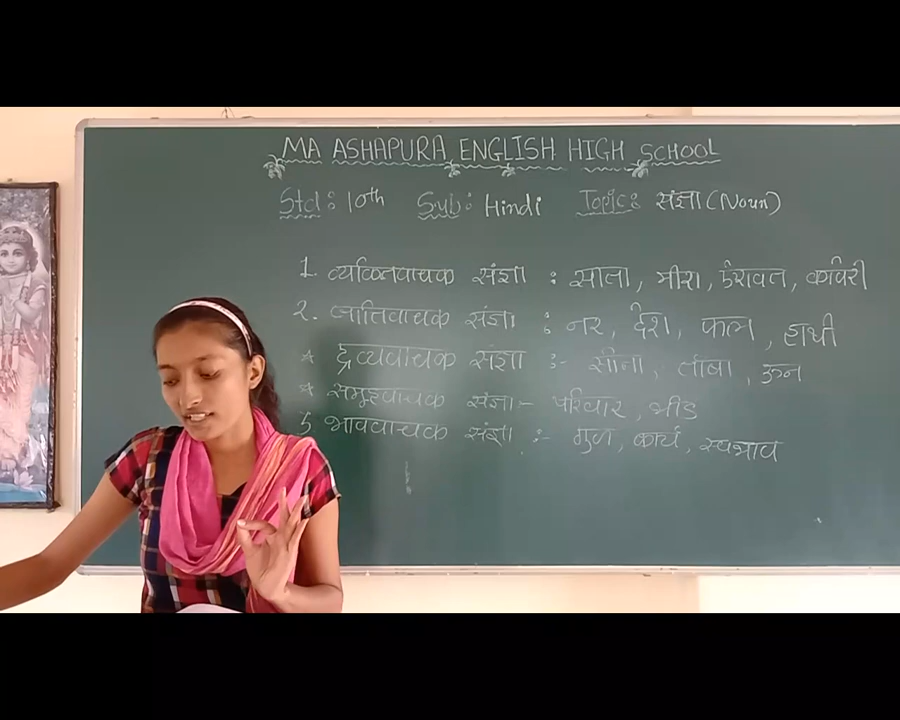 MA ASHAPURA ENGLISH HIGH SCHOOL
Std : 10th Sub : Hindi Topic : संज्ञा (Noun)
1. व्यक्तिवाचक संज्ञा : सीता, मीरा, ऐरावत, कावेरी
2. जातिवाचक संज्ञा : नर, देश, फल, हाथी
* द्रव्यवाचक संज्ञा :- सोना, तांबा, ऊन
* समूहवाचक संज्ञा - परिवार, भीड
5. भाववाचक संज्ञा :- गुण, कार्य, स्वभाव